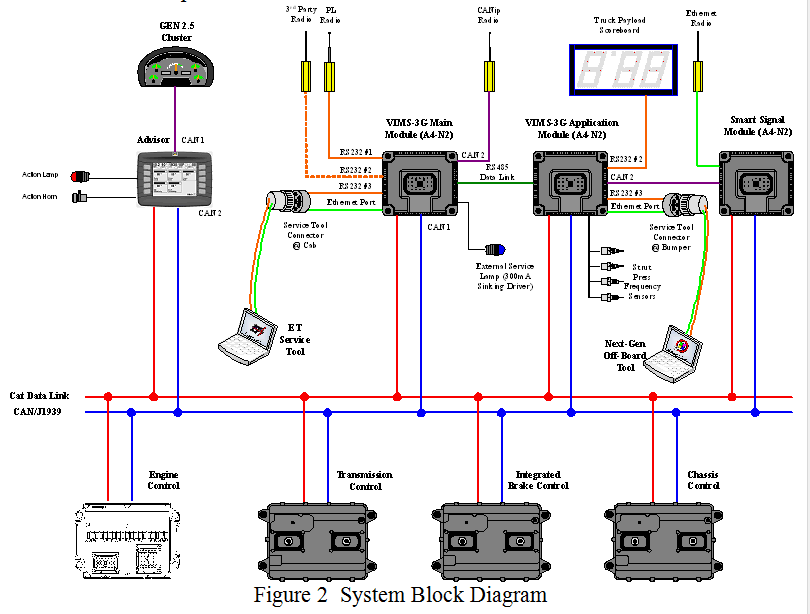 GEN 2.5
Cluster
3rd Party
Radio
PL
Radio
CANip
Radio
Truck Payload
Scoreboard
Ethernet
Radio
Advisor
CAN 1
CAN 2
Action Lamp
Action Horn
VIMS-3G Main
Module (A4-N2)
VIMS-3G Application
Module (A4-N2)
Smart Signal
Module (A4-N2)
RS232 #1
RS232 #2
RS232 #3
Ethernet Port
CAN 2
RS485
Data Link
CAN 1
RS232 #2
CAN 2
RS232 #3
Ethernet Port
Service Tool
Connector
@ Cab
External Service
Lamp (300mA
Sinking Driver)
Strut
Press
Frequency
Sensors
Service Tool
Connector
@ Bumper
ET
Service
Tool
Next-Gen
Off-Board
Tool
Cat Data Link
CAN/J1939
Engine
Control
Transmission
Control
Integrated
Brake Control
Chassis
Control
Figure 2 System Block Diagram